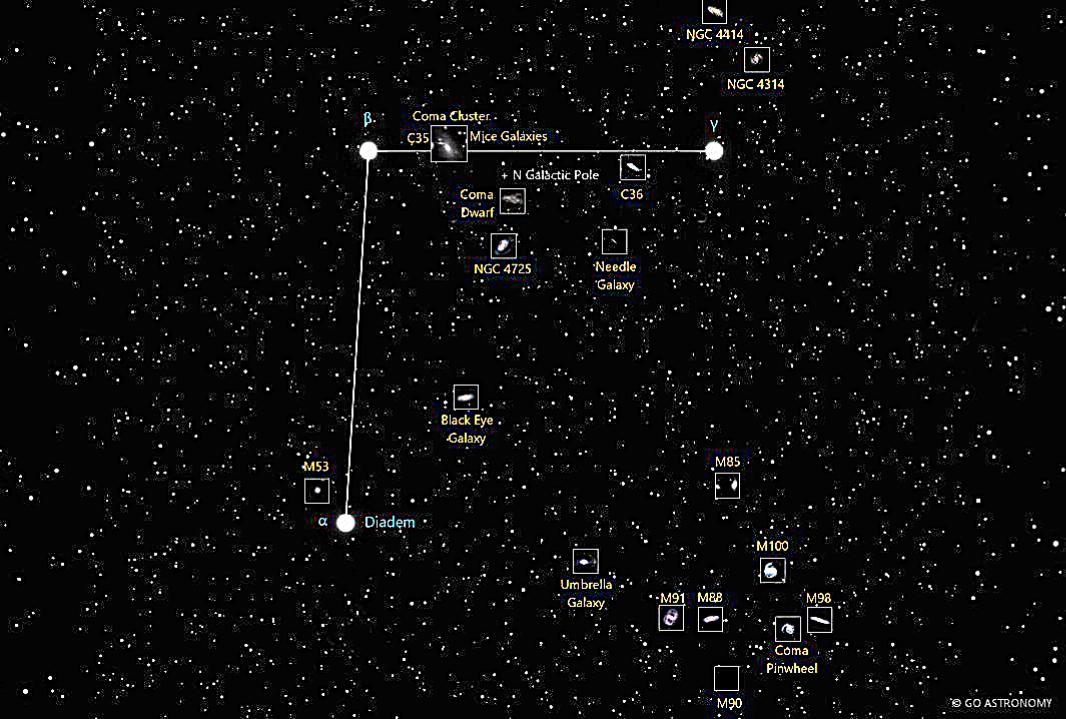 NGC 4414
NGC 4314
β
Coma Cluster
γ
C35
Mice Galaxies
+ N Galactic Pole
C36
Coma
Dwarf
NGC 4725
Needle
Galaxy
Black Eye
Galaxy
M53
M85
α
Diadem
M100
Umbrella
Galaxy
M91
M88
M98
Coma
Pinwheel
M90
© GO ASTRONOMY